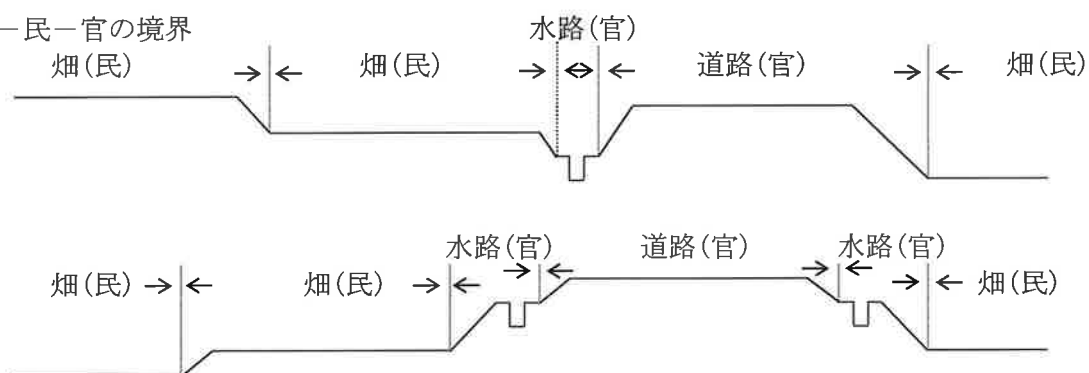 −民−官の境界
水路(官)
畑(民) 畑(民) 道路(官) 畑(民)
水路(官) 道路(官) 水路(官)
畑(民) 畑(民) 畑(民)